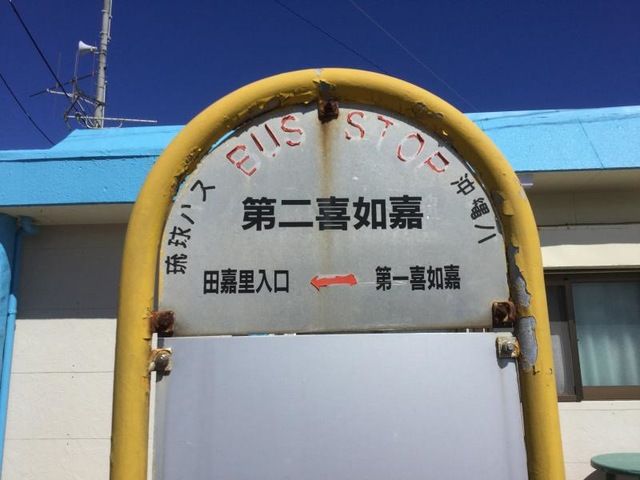 BUS STOP
琉球バス
沖縄バ
第二喜如嘉
田嘉里入口 ← 第一喜如嘉